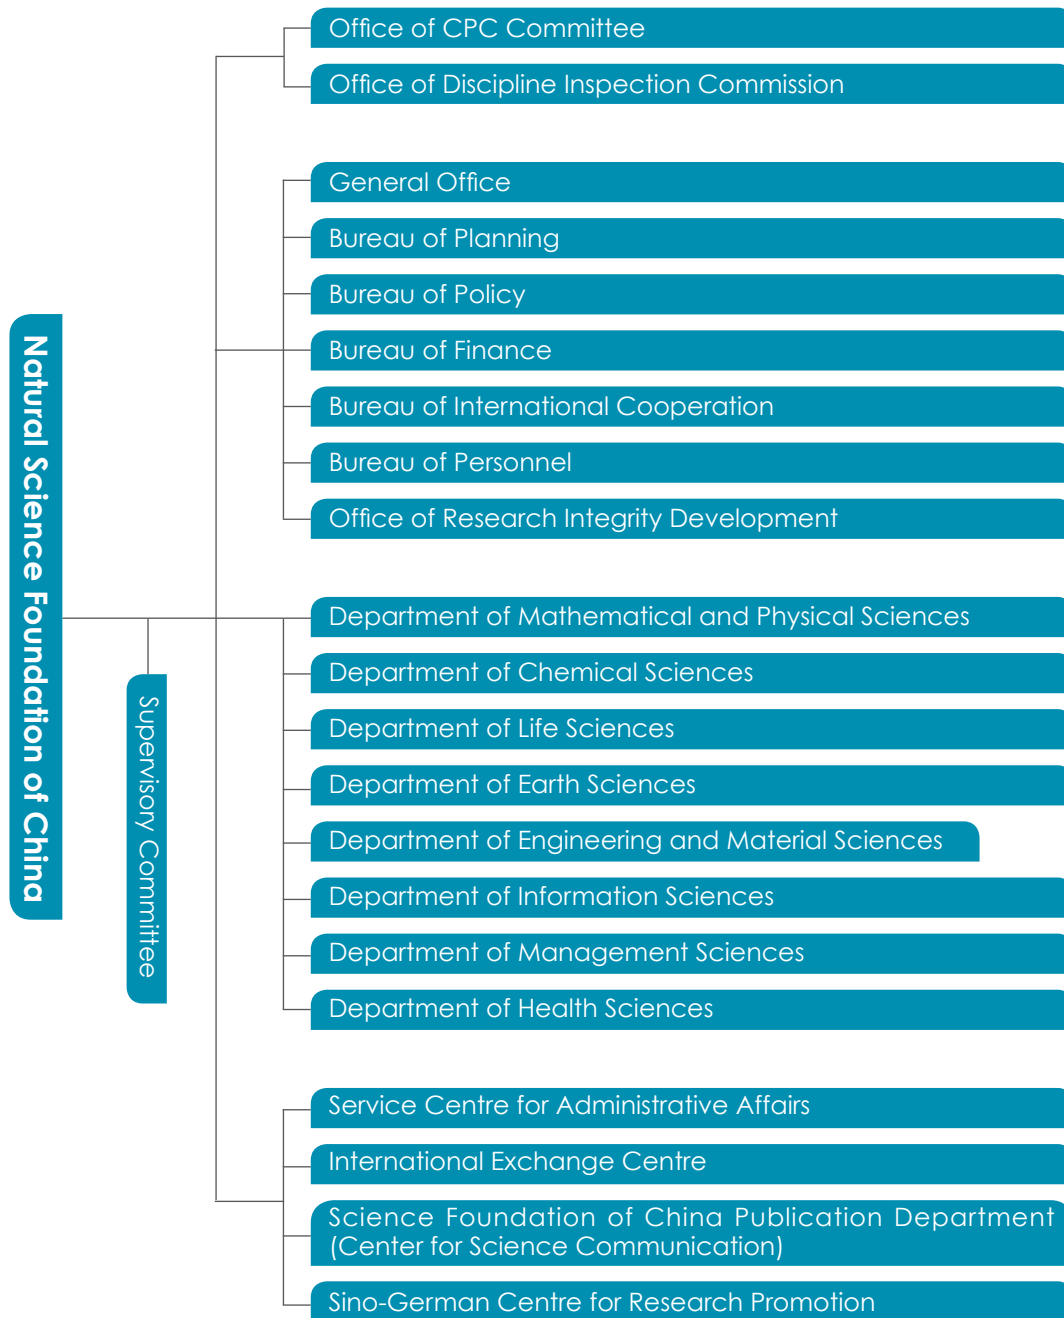 Natural Science Foundation of China
Supervisory Committee
Office of CPC Committee
Office of Discipline Inspection Commission
General Office
Bureau of Planning
Bureau of Policy
Bureau of Finance
Bureau of International Cooperation
Bureau of Personnel
Office of Research Integrity Development
Department of Mathematical and Physical Sciences
Department of Chemical Sciences
Department of Life Sciences
Department of Earth Sciences
Department of Engineering and Material Sciences
Department of Information Sciences
Department of Management Sciences
Department of Health Sciences
Service Centre for Administrative Affairs
International Exchange Centre
Science Foundation of China Publication Department
(Center for Science Communication)
Sino-German Centre for Research Promotion